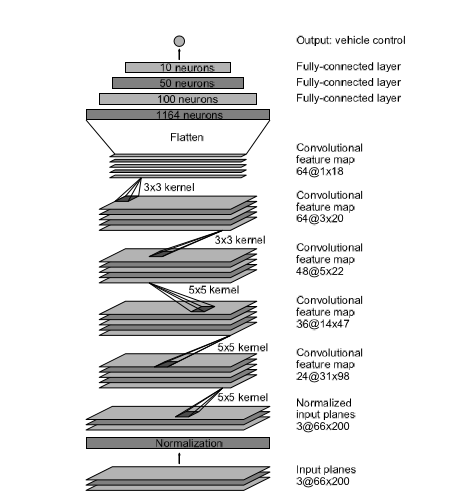 Output: vehicle control
10 neurons
Fully-connected layer
50 neurons
Fully-connected layer
100 neurons
Fully-connected layer
1164 neurons
Flatten
Convolutional
feature map
64@1x18
3x3 kernel
Convolutional
feature map
64@3x20
3x3 kernel
Convolutional
feature map
48@5x22
5x5 kernel
Convolutional
feature map
36@14x47
5x5 kernel
Convolutional
feature map
24@31x98
5x5 kernel
Normalized
input planes
3@66x200
Normalization
Input planes
3@66x200